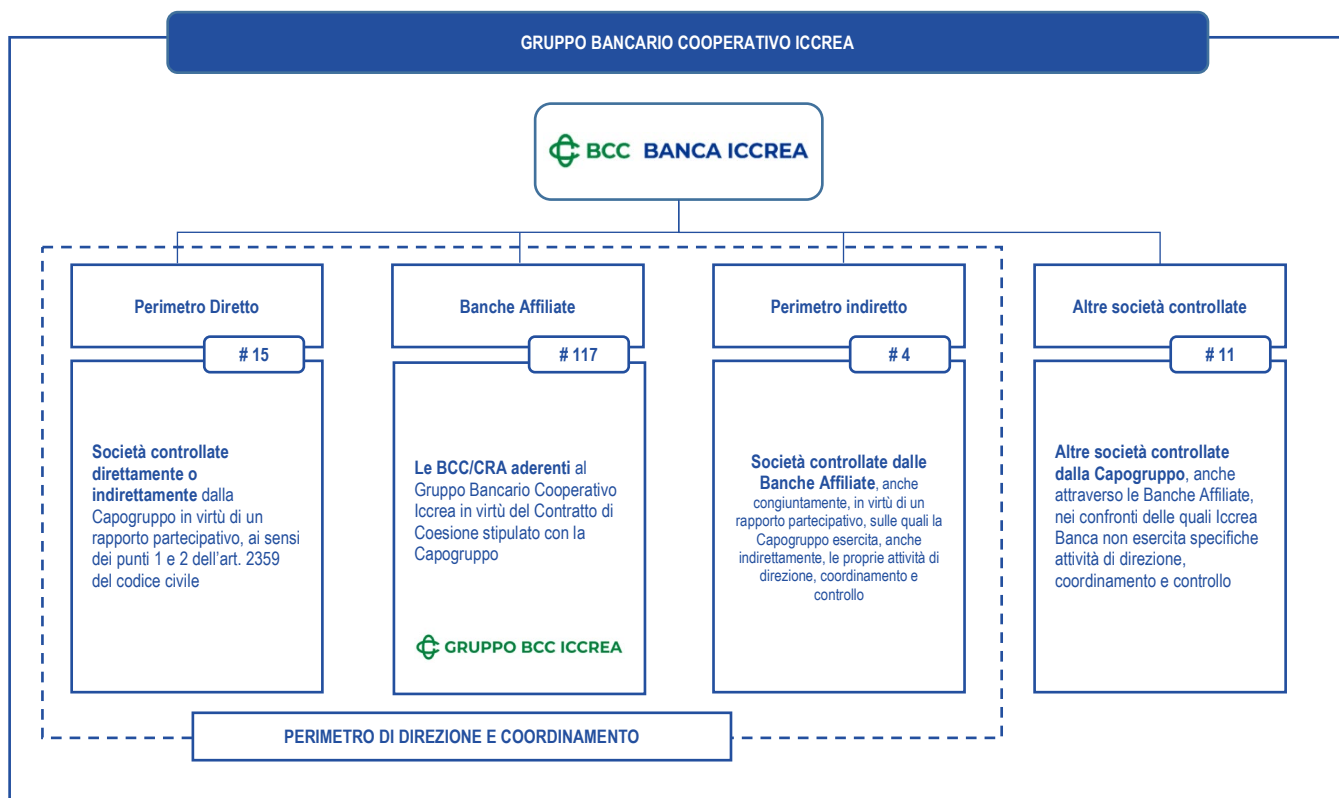 GRUPPO BANCARIO COOPERATIVO ICCREA
BCC BANCA ICCREA
Perimetro Diretto
# 15
Società controllate
direttamente o
indirettamente dalla
Capogruppo in virtù di un
rapporto partecipativo, ai sensi
dei punti 1 e 2 dell’art. 2359
del codice civile
Banche Affiliate
# 117
Le BCC/CRA aderenti al
Gruppo Bancario Cooperativo
Iccrea in virtù del Contratto di
Coesione stipulato con la
Capogruppo
GRUPPO BCC ICCREA
Perimetro indiretto
# 4
Società controllate dalle
Banche Affiliate, anche
congiuntamente, in virtù di un
rapporto partecipativo, sulle quali la
Capogruppo esercita, anche
indirettamente, le proprie attività di
direzione, coordinamento e
controllo
Altre società controllate
# 11
Altre società controllate
dalla Capogruppo, anche
attraverso le Banche Affiliate,
nei confronti delle quali Iccrea
Banca non esercita specifiche
attività di direzione,
coordinamento e controllo
PERIMETRO DI DIREZIONE E COORDINAMENTO